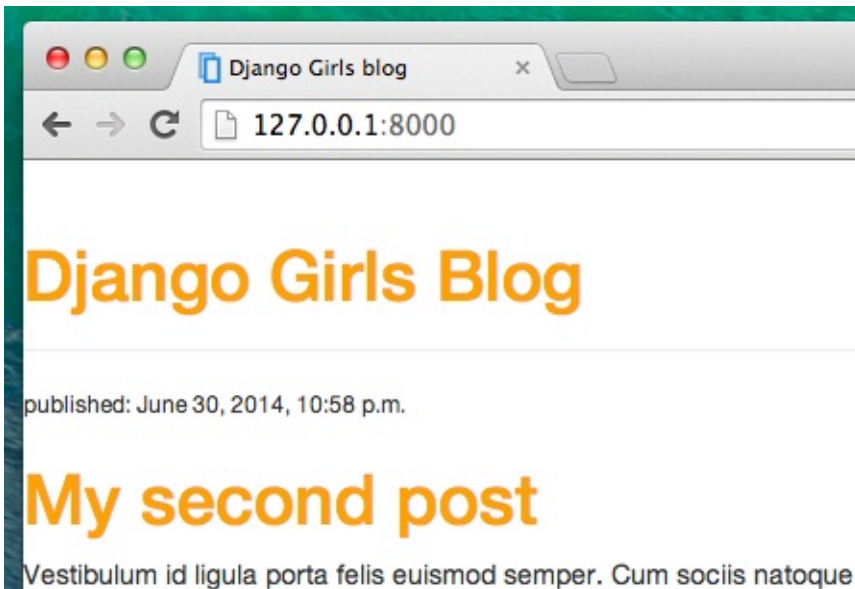 Django Girls blog
127.0.0.1:8000
Django Girls Blog
published: June 30, 2014, 10:58 p.m.
My second post
Vestibulum id ligula porta felis euismod semper. Cum sociis natoque